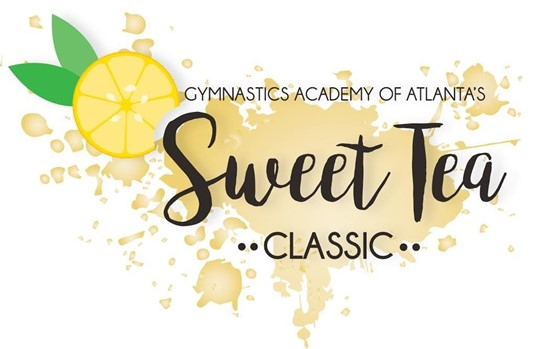 GYMNASTICS ACADEMY OF ATLANTA'S
Sweet Tea
••CLASSIC••